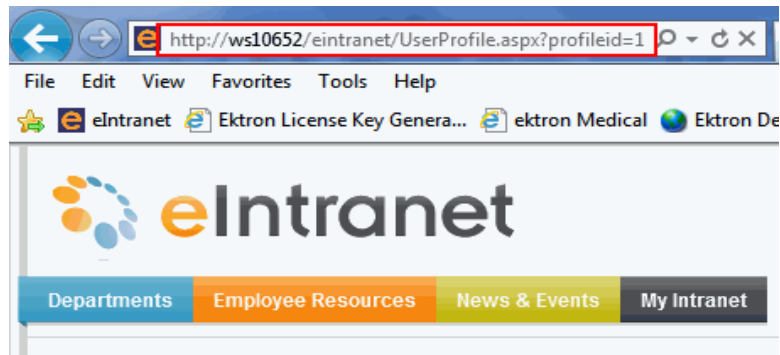 http://ws10652/eintranet/UserProfile.aspx?profileid=1
File Edit View Favorites Tools Help
eIntranet Ektron License Key Genera... ektron Medical Ektron De
eIntranet
Departments Employee Resources News & Events My Intranet